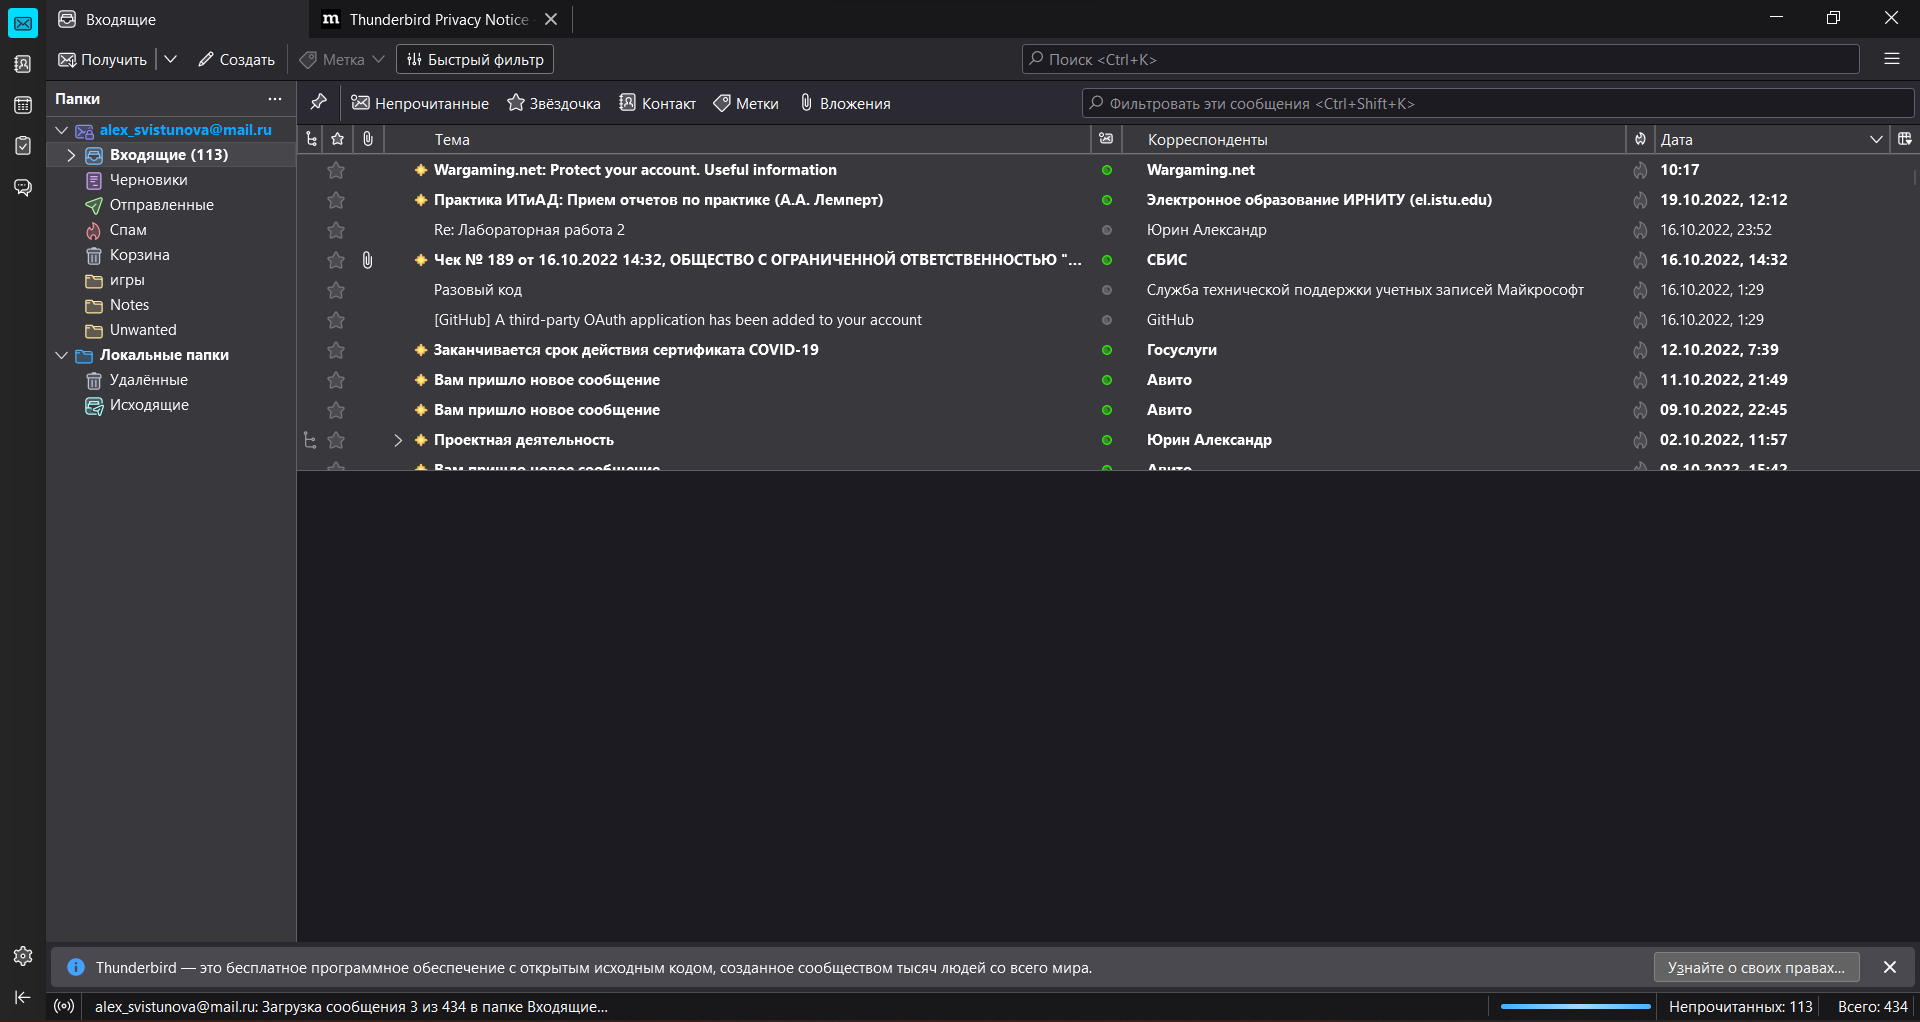 Входящие
Thunderbird Privacy Notice
Получить
Создать
Метка
Быстрый фильтр
Поиск <Ctrl+K>
Папки
alex_svistunova@mail.ru
Входящие (113)
Черновики
Отправленные
Спам
Корзина
игры
Notes
Unwanted
Локальные папки
Удалённые
Исходящие
Непрочитанные
Звёздочка
Контакт
Метки
Вложения
Фильтровать эти сообщения <Ctrl+Shift+K>
Тема Корреспонденты Дата
Wargaming.net: Protect your account. Useful information Wargaming.net 10:17
Практика ИТиАД: Прием отчетов по практике (А.А. Лемперт) Электронное образование ИРНИТУ (el.istu.edu) 19.10.2022, 12:12
Re: Лабораторная работа 2 Юрин Александр 16.10.2022, 23:52
Чек № 189 от 16.10.2022 14:32, ОБЩЕСТВО С ОГРАНИЧЕННОЙ ОТВЕТСТВЕННОСТЬЮ "... СБИС 16.10.2022, 14:32
Разовый код Служба технической поддержки учетных записей Майкрософт 16.10.2022, 1:29
[GitHub] A third-party OAuth application has been added to your account GitHub 16.10.2022, 1:29
Заканчивается срок действия сертификата COVID-19 Госуслуги 12.10.2022, 7:39
Вам пришло новое сообщение Авито 11.10.2022, 21:49
Вам пришло новое сообщение Авито 09.10.2022, 22:45
Проектная деятельность Юрин Александр 02.10.2022, 11:57
Вам пришло новое сообщение Авито 08.10.2022, 15:42
Thunderbird — это бесплатное программное обеспечение с открытым исходным кодом, созданное сообществом тысяч людей со всего мира.
Узнайте о своих правах...
alex_svistunova@mail.ru: Загрузка сообщения 3 из 434 в папке Входящие...
Непрочитанных: 113
Всего: 434